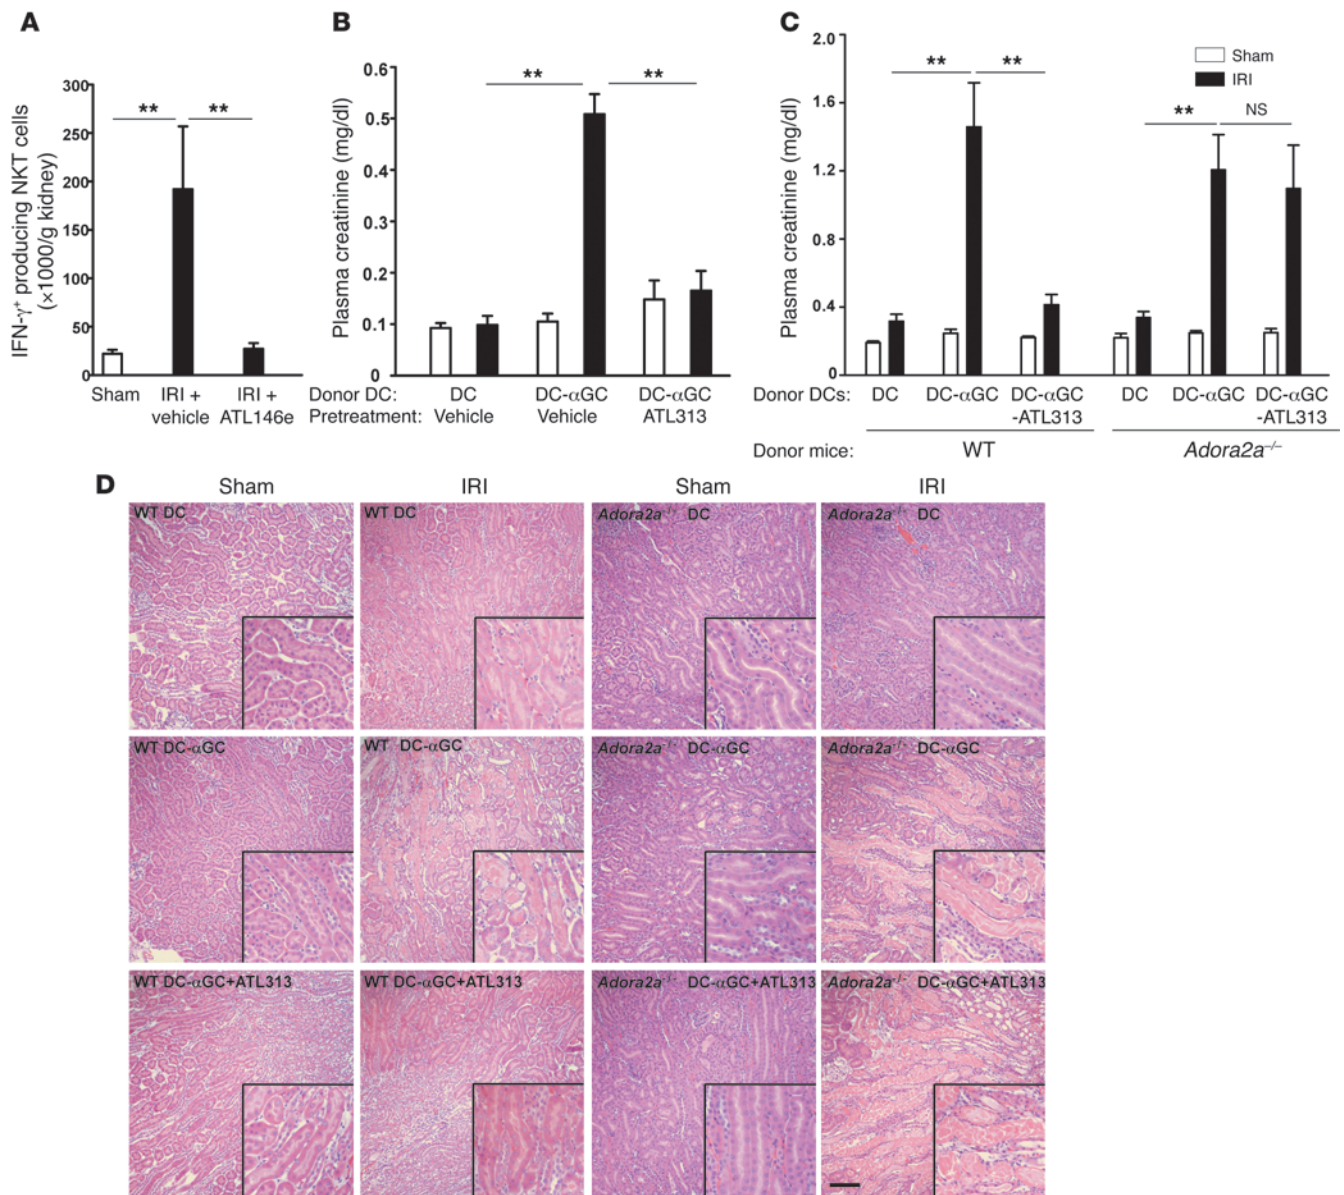 A
IFN-γ⁺ producing NKT cells
(×1000/g kidney)
300
250
200
150
100
50
0
**
**
Sham
IRI +
vehicle
IRI +
ATL146e
B
Plasma creatinine (mg/dl)
0.6
0.5
0.4
0.3
0.2
0.1
0
**
**
Donor DC:
DC
DC-αGC
DC-αGC
Pretreatment:
Vehicle
Vehicle
ATL313
C
Plasma creatinine (mg/dl)
2.0
1.6
1.2
0.8
0.4
0
Sham
IRI
**
**
**
NS
Donor DCs:
DC
DC-αGC
DC-αGC
-ATL313
DC
DC-αGC
DC-αGC
-ATL313
Donor mice:
WT
Adora2a⁻/⁻
D
Sham
IRI
Sham
IRI
WT DC
WT DC
Adora2a⁻/⁻ DC
Adora2a⁻/⁻ DC
WT DC-αGC
WT DC-αGC
Adora2a⁻/⁻ DC-αGC
Adora2a⁻/⁻ DC-αGC
WT DC-αGC+ATL313
WT DC-αGC+ATL313
Adora2a⁻/⁻ DC-αGC+ATL313
Adora2a⁻/⁻ DC-αGC+ATL313